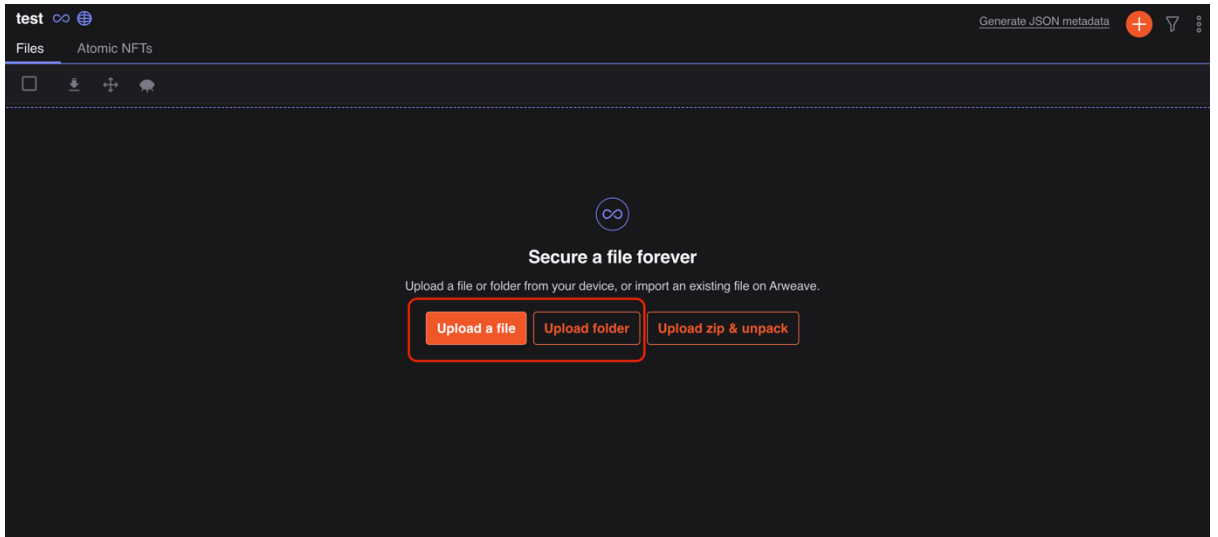 test
Generate JSON metadata
Files Atomic NFTs
Secure a file forever
Upload a file or folder from your device, or import an existing file on Arweave.
Upload a file Upload folder Upload zip & unpack